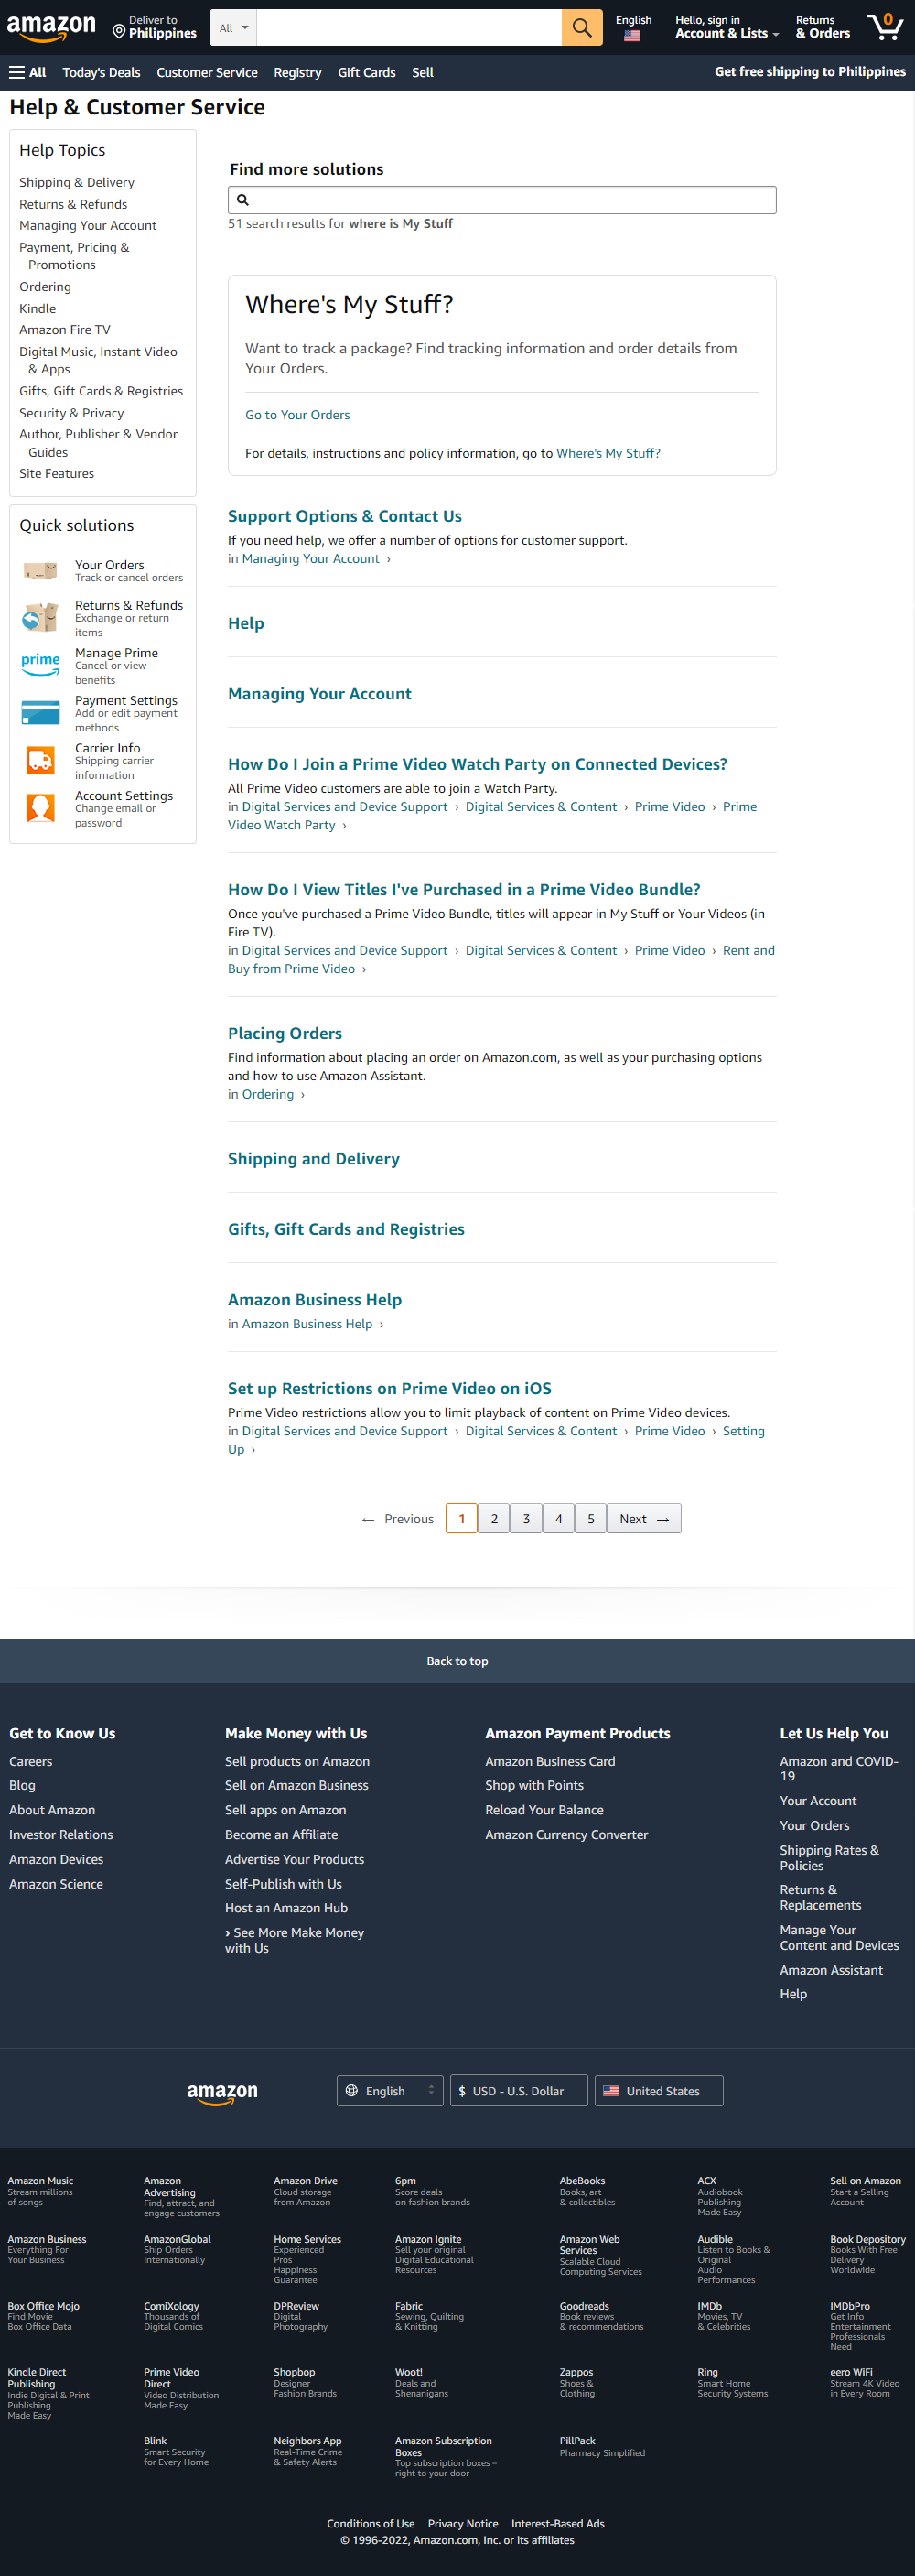 amazon
Deliver to
Philippines
All
English
Hello, sign in
Account & Lists
Returns
& Orders
0
All
Today's Deals
Customer Service
Registry
Gift Cards
Sell
Get free shipping to Philippines
Help & Customer Service
Help Topics
Shipping & Delivery
Returns & Refunds
Managing Your Account
Payment, Pricing &
Promotions
Ordering
Kindle
Amazon Fire TV
Digital Music, Instant Video
& Apps
Gifts, Gift Cards & Registries
Security & Privacy
Author, Publisher & Vendor
Guides
Site Features
Quick solutions
Your Orders
Track or cancel orders
Returns & Refunds
Exchange or return
items
prime
Manage Prime
Cancel or view
benefits
Payment Settings
Add or edit payment
methods
Carrier Info
Shipping carrier
information
Account Settings
Change email or
password
Find more solutions
51 search results for where is My Stuff
Where's My Stuff?
Want to track a package? Find tracking information and order details from
Your Orders.
Go to Your Orders
For details, instructions and policy information, go to Where's My Stuff?
Support Options & Contact Us
If you need help, we offer a number of options for customer support.
in Managing Your Account ›
Help
Managing Your Account
How Do I Join a Prime Video Watch Party on Connected Devices?
All Prime Video customers are able to join a Watch Party.
in Digital Services and Device Support › Digital Services & Content › Prime Video › Prime
Video Watch Party ›
How Do I View Titles I've Purchased in a Prime Video Bundle?
Once you've purchased a Prime Video Bundle, titles will appear in My Stuff or Your Videos (in
Fire TV).
in Digital Services and Device Support › Digital Services & Content › Prime Video › Rent and
Buy from Prime Video ›
Placing Orders
Find information about placing an order on Amazon.com, as well as your purchasing options
and how to use Amazon Assistant.
in Ordering ›
Shipping and Delivery
Gifts, Gift Cards and Registries
Amazon Business Help
in Amazon Business Help ›
Set up Restrictions on Prime Video on iOS
Prime Video restrictions allow you to limit playback of content on Prime Video devices.
in Digital Services and Device Support › Digital Services & Content › Prime Video › Setting
Up ›
← Previous 1 2 3 4 5 Next →
Back to top
Get to Know Us
Careers
Blog
About Amazon
Investor Relations
Amazon Devices
Amazon Science
Make Money with Us
Sell products on Amazon
Sell on Amazon Business
Sell apps on Amazon
Become an Affiliate
Advertise Your Products
Self-Publish with Us
Host an Amazon Hub
› See More Make Money
with Us
Amazon Payment Products
Amazon Business Card
Shop with Points
Reload Your Balance
Amazon Currency Converter
Let Us Help You
Amazon and COVID-
19
Your Account
Your Orders
Shipping Rates &
Policies
Returns &
Replacements
Manage Your
Content and Devices
Amazon Assistant
Help
amazon
English
$ USD - U.S. Dollar
United States
Amazon Music
Stream millions
of songs
Amazon
Advertising
Find, attract, and
engage customers
Amazon Drive
Cloud storage
from Amazon
6pm
Score deals
on fashion brands
AbeBooks
Books, art
& collectibles
ACX
Audiobook
Publishing
Made Easy
Sell on Amazon
Start a Selling
Account
Amazon Business
Everything For
Your Business
AmazonGlobal
Ship Orders
Internationally
Home Services
Experienced
Pros
Happiness
Guarantee
Amazon Ignite
Sell your original
Digital Educational
Resources
Amazon Web
Services
Scalable Cloud
Computing Services
Audible
Listen to Books &
Original
Audio
Performances
Book Depository
Books With Free
Delivery
Worldwide
Box Office Mojo
Find Movie
Box Office Data
ComiXology
Thousands of
Digital Comics
DPReview
Digital
Photography
Fabric
Sewing, Quilting
& Knitting
Goodreads
Book reviews
& recommendations
IMDb
Movies, TV
& Celebrities
IMDbPro
Get Info
Entertainment
Professionals
Need
Kindle Direct
Publishing
Indie Digital & Print
Publishing
Made Easy
Prime Video
Direct
Video Distribution
Made Easy
Shopbop
Designer
Fashion Brands
Woot!
Deals and
Shenanigans
Zappos
Shoes &
Clothing
Ring
Smart Home
Security Systems
eero WiFi
Stream 4K Video
in Every Room
Blink
Smart Security
for Every Home
Neighbors App
Real-Time Crime
& Safety Alerts
Amazon Subscription
Boxes
Top subscription boxes –
right to your door
PillPack
Pharmacy Simplified
Conditions of Use
Privacy Notice
Interest-Based Ads
© 1996-2022, Amazon.com, Inc. or its affiliates